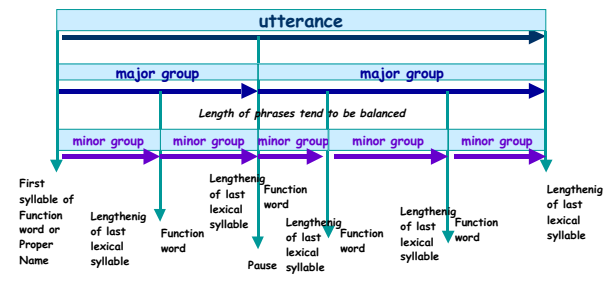 utterance
major group major group
Length of phrases tend to be balanced
minor group minor group minor group minor group minor group
First
syllable of
Function
word or
Proper
Name
Lengthenig
of last
lexical
syllable
Function
word
Lengthenig
of last
lexical
syllable
Pause
Function
word
Lengthenig
of last
lexical
syllable
Function
word
Lengthenig
of last
lexical
syllable
Function
word
Lengthenig
of last
lexical
syllable